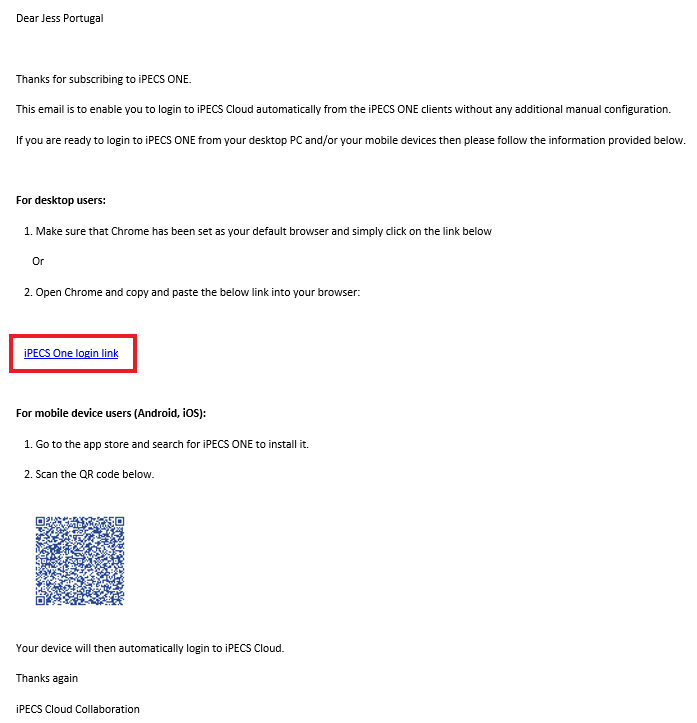 Dear Jess Portugal
Thanks for subscribing to iPECS ONE.
This email is to enable you to login to iPECS Cloud automatically from the iPECS ONE clients without any additional manual configuration.
If you are ready to login to iPECS ONE from your desktop PC and/or your mobile devices then please follow the information provided below.
For desktop users:
1. Make sure that Chrome has been set as your default browser and simply click on the link below
Or
2. Open Chrome and copy and paste the below link into your browser:
iPECS One login link
For mobile device users (Android, iOS):
1. Go to the app store and search for iPECS ONE to install it.
2. Scan the QR code below.
Your device will then automatically login to iPECS Cloud.
Thanks again
iPECS Cloud Collaboration